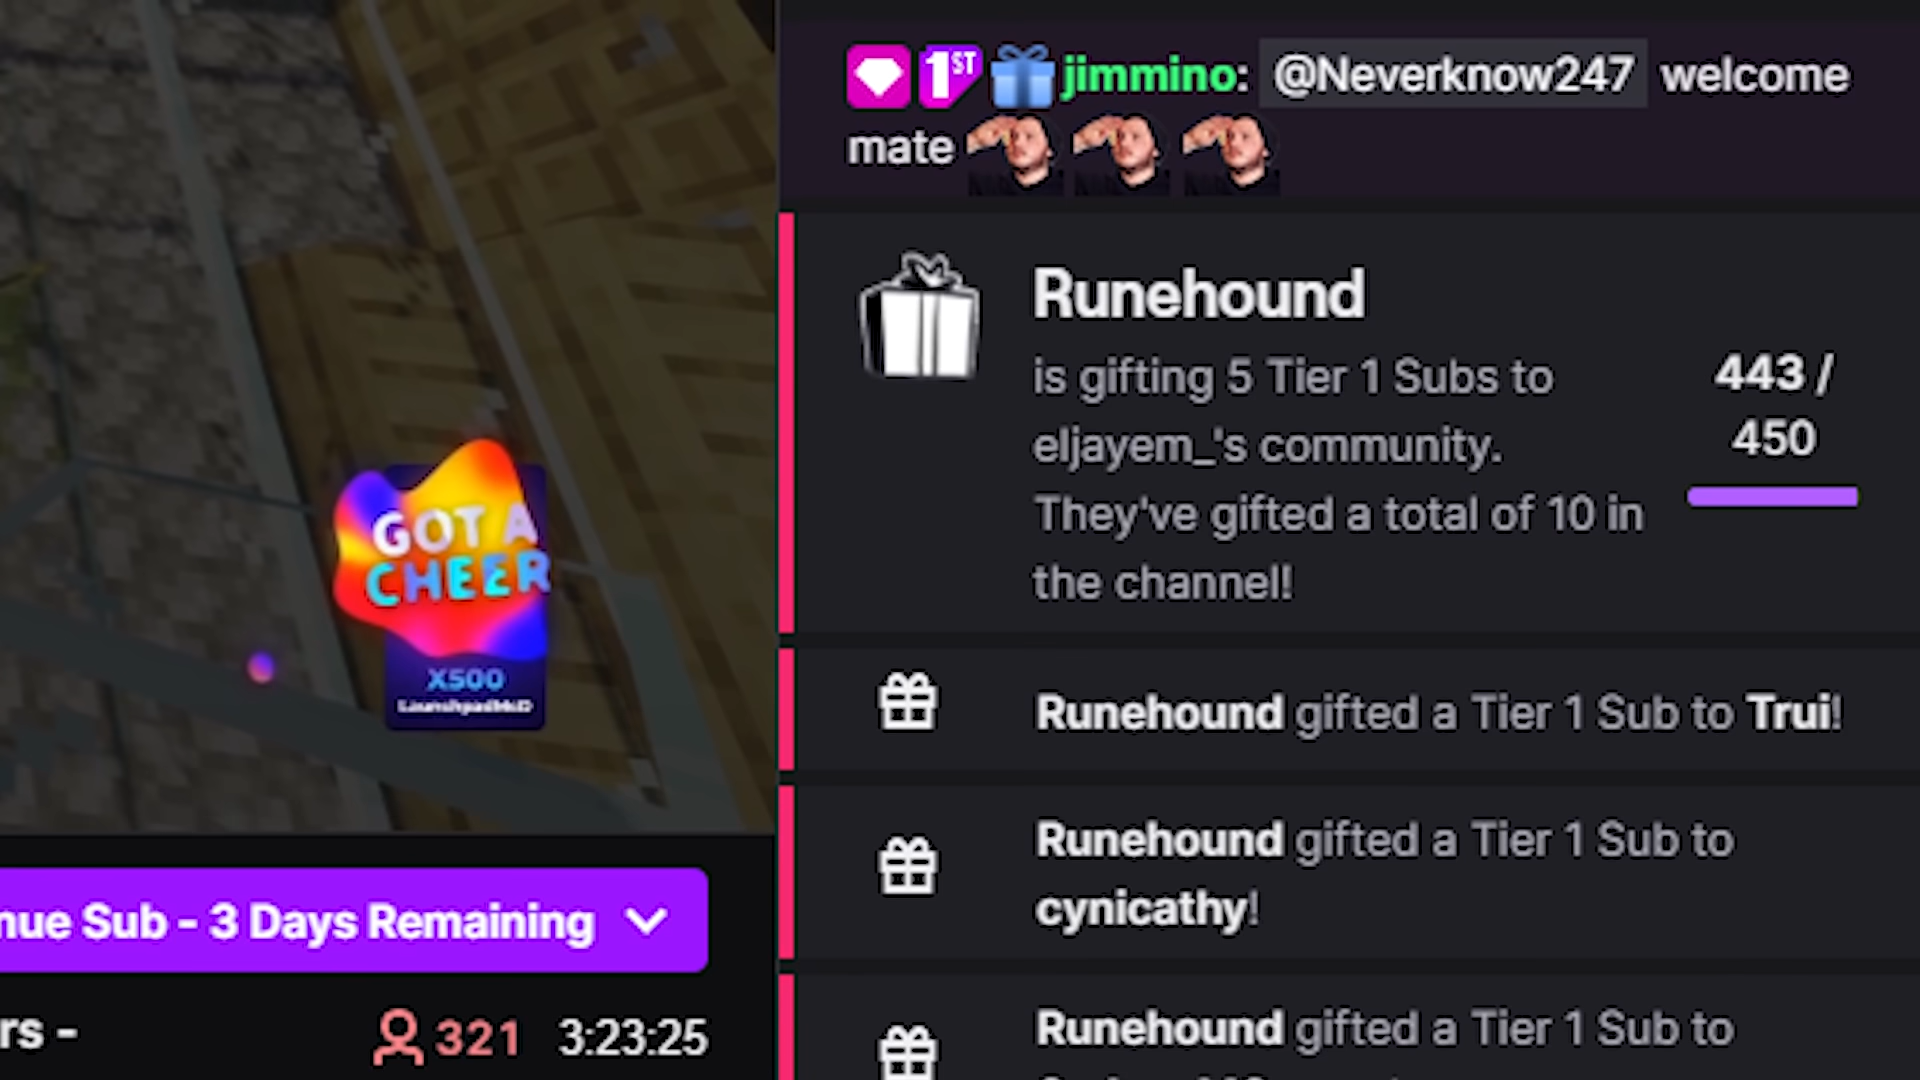 1ST jimmino: @Neverknow247 welcome
mate
Runehound
is gifting 5 Tier 1 Subs to
eljayem_'s community.
They've gifted a total of 10 in
the channel!
443 /
450
Runehound gifted a Tier 1 Sub to Trui!
Runehound gifted a Tier 1 Sub to
cynicathy!
Runehound gifted a Tier 1 Sub to
GOT A
CHEER
X500
LaunchpadMcD
nue Sub - 3 Days Remaining
rs -
321 3:23:25